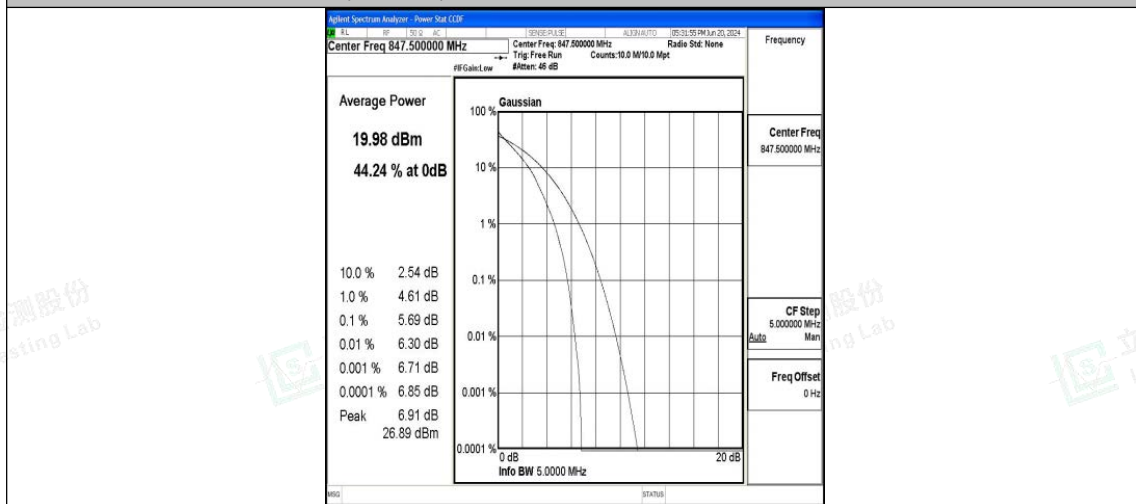 Agilent Spectrum Analyzer - Power Stat CCDF
RL RF 50 Ω AC SENSE:PULSE ALIGN AUTO 05:31:55 PM Jun 20, 2024
Center Freq 847.500000 MHz
Center Freq: 847.500000 MHz
Radio Std: None
Trig: Free Run
Counts:10.0 M/10.0 Mpt
#IFGain:Low
#Atten: 46 dB
Average Power
19.98 dBm
44.24 % at 0dB
10.0 % 2.54 dB
1.0 % 4.61 dB
0.1 % 5.69 dB
0.01 % 6.30 dB
0.001 % 6.71 dB
0.0001 % 6.85 dB
Peak 6.91 dB
26.89 dBm
Gaussian
100 %
10 %
1 %
0.1 %
0.01 %
0.001 %
0.0001 %
0 dB
20 dB
Info BW 5.0000 MHz
Frequency
Center Freq
847.500000 MHz
CF Step
5.000000 MHz
Auto Man
Freq Offset
0 Hz
MSG
STATUS